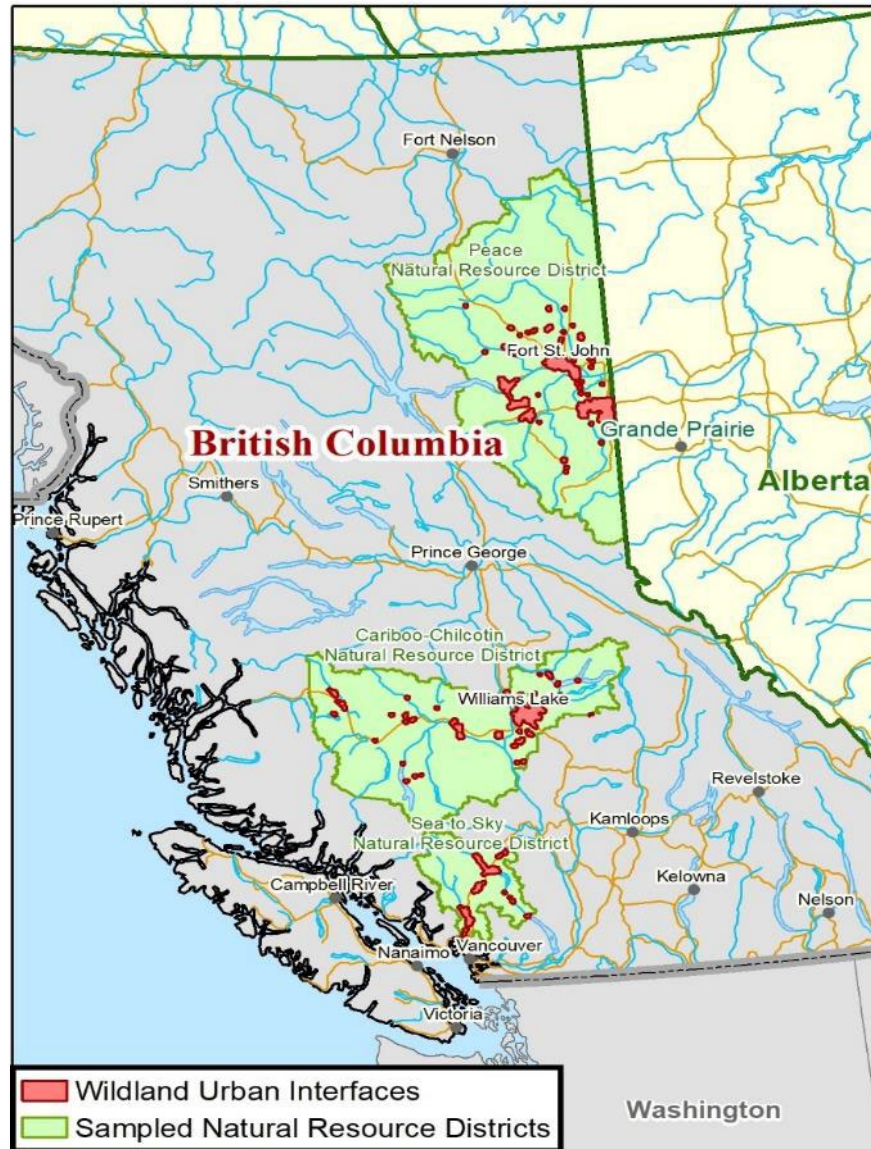 Fort Nelson
Peace
Natural Resource District
Fort St. John
British Columbia
Grande Prairie
Smithers
Alberta
Prince Rupert
Prince George
Cariboo-Chilcotin
Natural Resource District
Williams Lake
Revelstoke
Sea to Sky
Natural Resource District
Kamloops
Campbell River
Kelowna
Nelson
Nanaimo
Vancouver
Victoria
Wildland Urban Interfaces
Sampled Natural Resource Districts
Washington